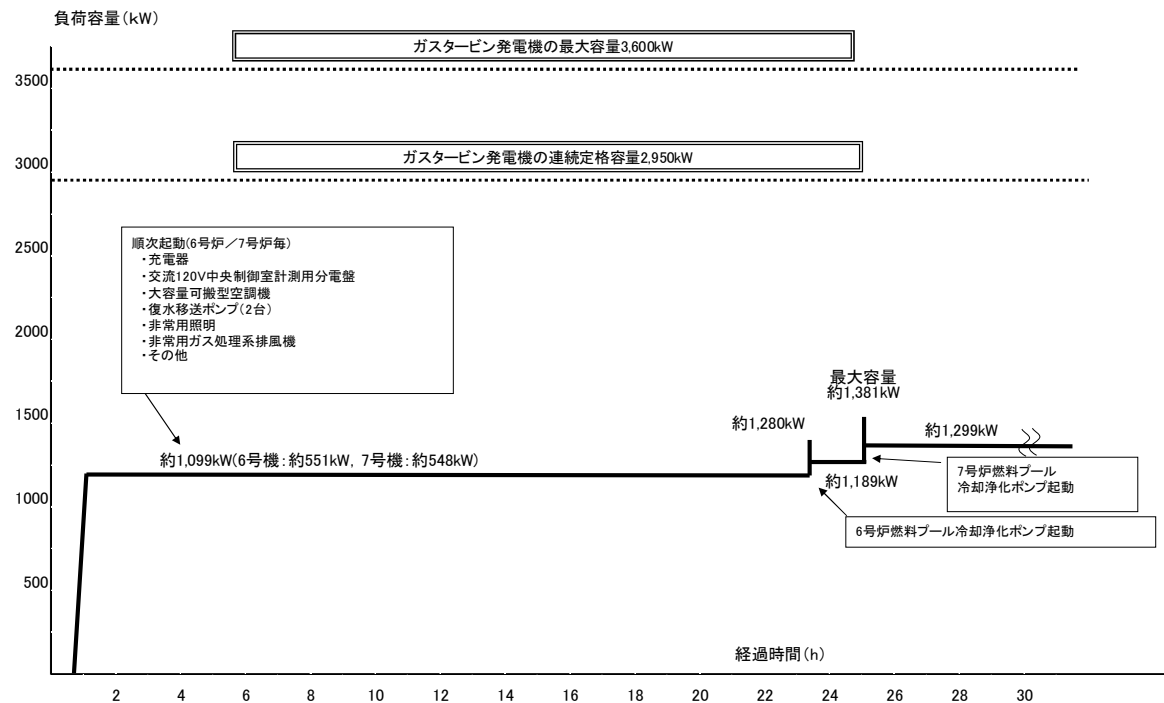 負荷容量(kW)
ガスタービン発電機の最大容量3,600kW
3500
ガスタービン発電機の連続定格容量2,950kW
3000
2500
順次起動(6号炉/7号炉毎)
・充電器
・交流120V中央制御室計測用分電盤
・大容量可搬型空調機
・復水移送ポンプ(2台)
・非常用照明
・非常用ガス処理系排風機
・その他
2000
最大容量
約1,381kW
1500
約1,280kW
約1,299kW
約1,099kW(6号機:約551kW, 7号機:約548kW)
約1,189kW
7号炉燃料プール
冷却浄化ポンプ起動
1000
6号炉燃料プール冷却浄化ポンプ起動
500
経過時間(h)
2 4 6 8 10 12 14 16 18 20 22 24 26 28 30